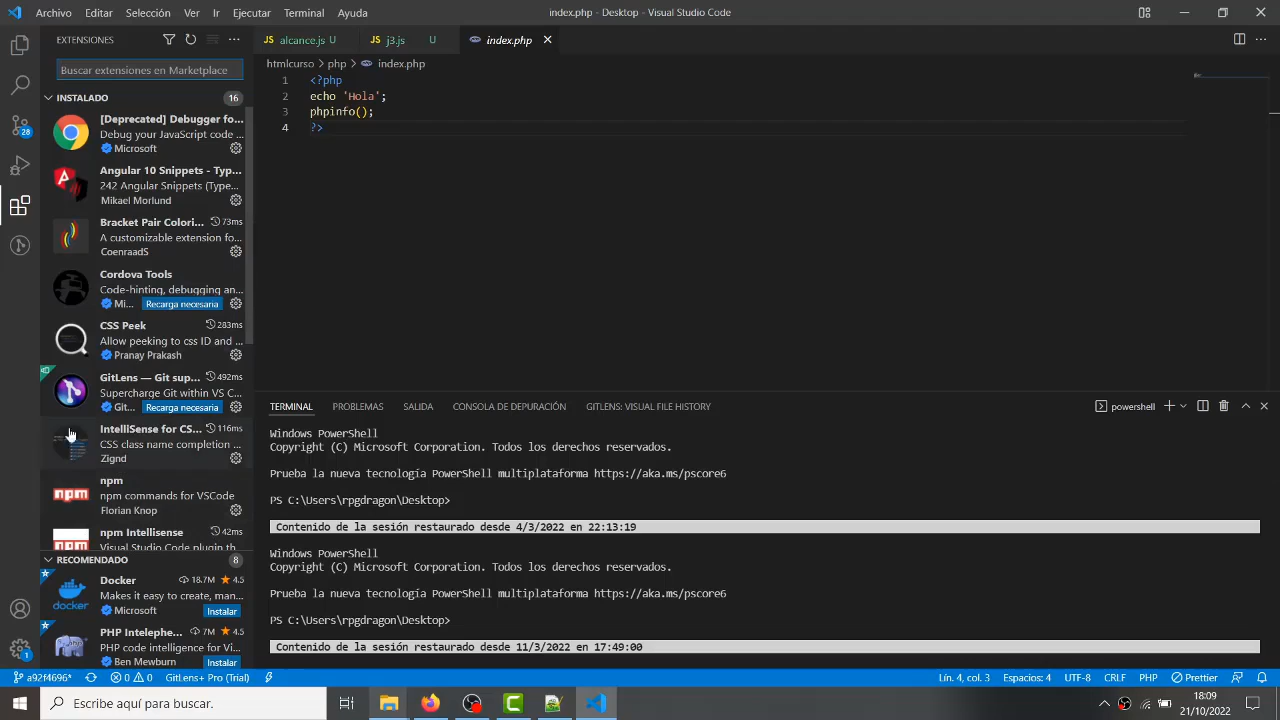 Archivo Editar Selección Ver Ir Ejecutar Terminal Ayuda
index.php - Desktop - Visual Studio Code
EXTENSIONES
Buscar extensiones en Marketplace
INSTALADO 16
[Deprecated] Debugger fo...
Debug your JavaScript code ...
Microsoft
Angular 10 Snippets - Typ...
242 Angular Snippets (Type...
Mikael Morlund
Bracket Pair Colori... 73ms
A customizable extension fo...
CoenraadS
Cordova Tools
Code-hinting, debugging an...
Mi... Recarga necesaria
CSS Peek 283ms
Allow peeking to css ID and ...
Pranay Prakash
GitLens — Git sup... 492ms
Supercharge Git within VS C...
Git... Recarga necesaria
IntelliSense for CS... 116ms
CSS class name completion ...
Zignd
npm
npm
npm commands for VSCode
Florian Knop
npm
npm Intellisense 42ms
Visual Studio Code plugin th...
RECOMENDADO 8
Docker 18.7M 4.5
Makes it easy to create, man...
docker
Microsoft Instalar
PHP Intelephe... 7M 4.5
PHP code intelligence for Vi...
Ben Mewburn Instalar
28
1
JS alcance.js U
JS j3.js U
index.php
htmlcurso > php > index.php
1 <?php
2 echo 'Hola';
3 phpinfo();
4 ?>
TERMINAL PROBLEMAS SALIDA CONSOLA DE DEPURACIÓN GITLENS: VISUAL FILE HISTORY
powershell
Windows PowerShell
Copyright (C) Microsoft Corporation. Todos los derechos reservados.
Prueba la nueva tecnología PowerShell multiplataforma https://aka.ms/pscore6
PS C:\Users\rpgdragon\Desktop>
Contenido de la sesión restaurado desde 4/3/2022 en 22:13:19
Windows PowerShell
Copyright (C) Microsoft Corporation. Todos los derechos reservados.
Prueba la nueva tecnología PowerShell multiplataforma https://aka.ms/pscore6
PS C:\Users\rpgdragon\Desktop>
Contenido de la sesión restaurado desde 11/3/2022 en 17:49:00
a92f4696* 0 0 GitLens+ Pro (Trial)
Lín. 4, col. 3 Espacios: 4 UTF-8 CRLF PHP Prettier
Escribe aquí para buscar.
18:09
21/10/2022